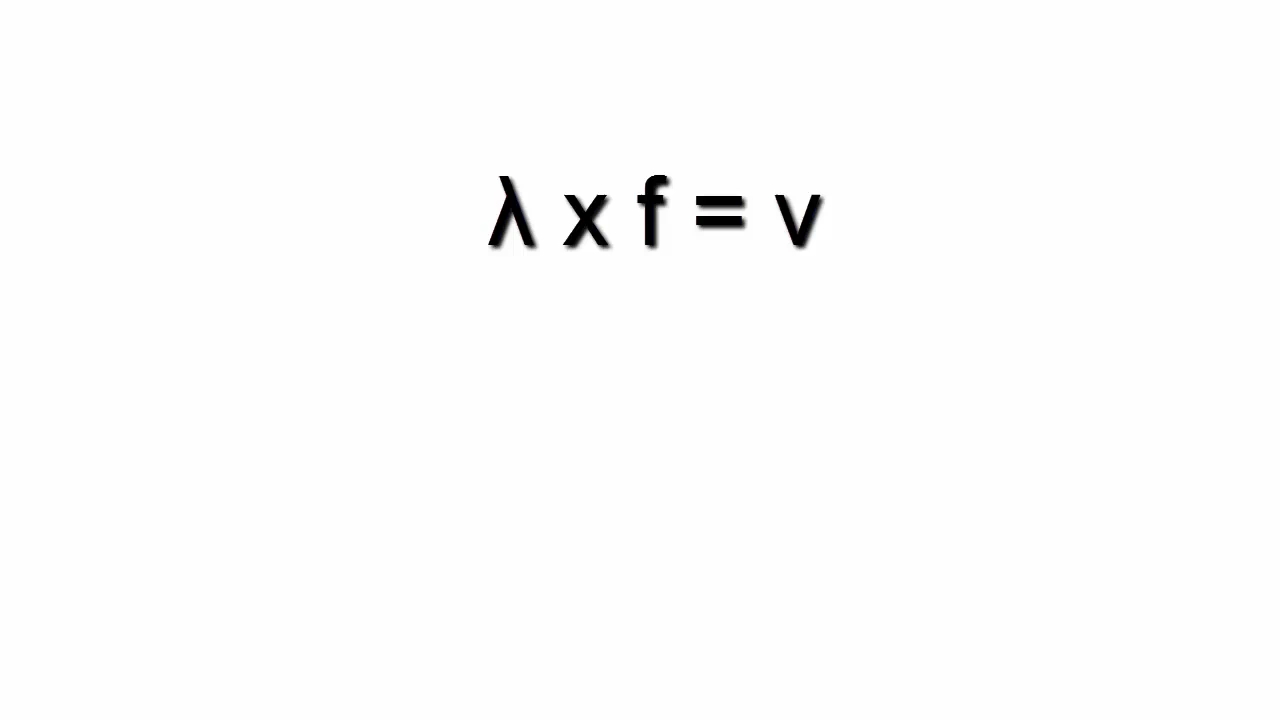 λ x f = v